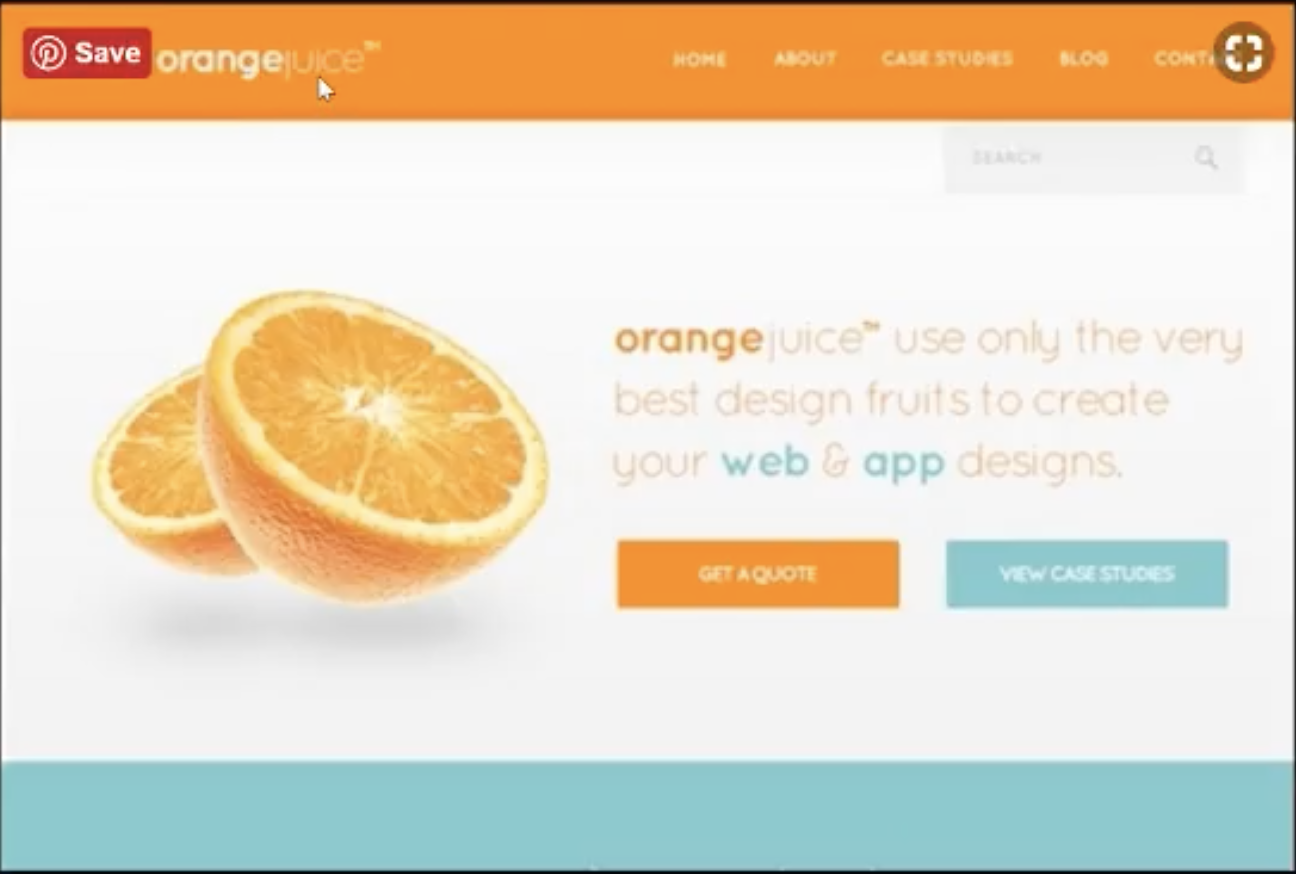 Save
orangejuice™
HOME ABOUT CASE STUDIES BLOG CONTA
SEARCH
orangejuice™ use only the very
best design fruits to create
your web & app designs.
GET A QUOTE VIEW CASE STUDIES